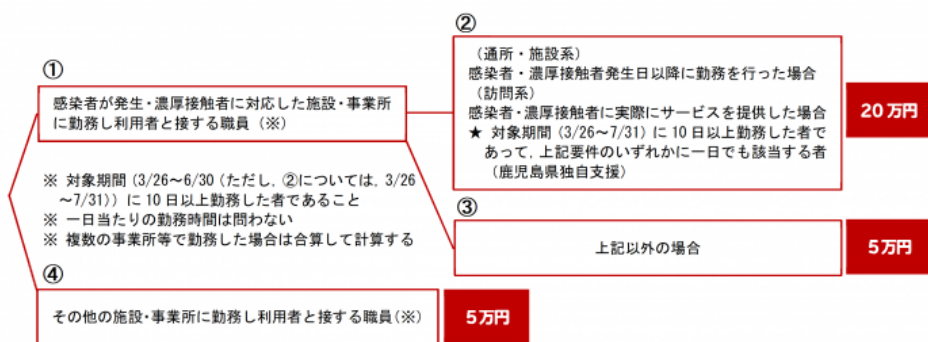 ①
感染者が発生・濃厚接触者に対応した施設・事業所
に勤務し利用者と接する職員（※）
※ 対象期間（3/26～6/30（ただし，②については，3/26
～7/31））に10日以上勤務した者であること
※ 一日当たりの勤務時間は問わない
※ 複数の事業所等で勤務した場合は合算して計算する
②
（通所・施設系）
感染者・濃厚接触者発生日以降に勤務を行った場合
（訪問系）
感染者・濃厚接触者に実際にサービスを提供した場合
★ 対象期間（3/26～7/31）に10日以上勤務した者で
あって，上記要件のいずれかに一日でも該当する者
（鹿児島県独自支援）
20万円
③
上記以外の場合
5万円
④
その他の施設・事業所に勤務し利用者と接する職員（※）
5万円